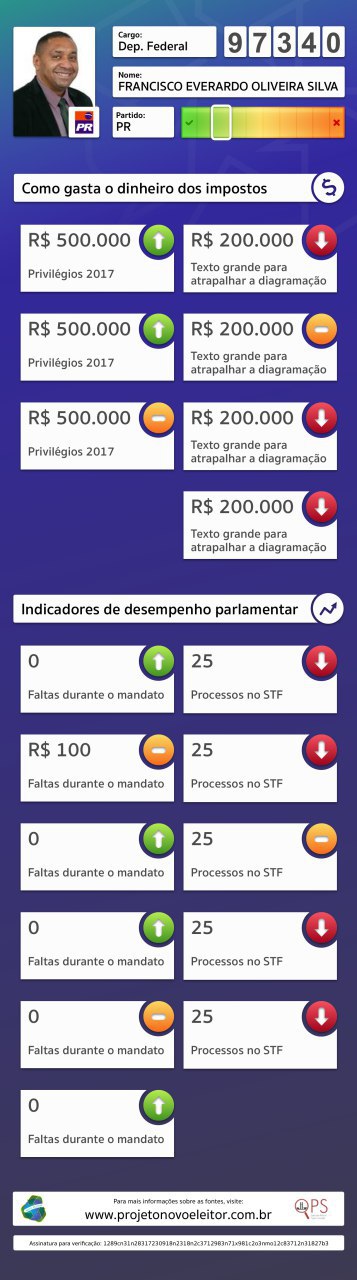 Cargo:
Dep. Federal
9 7 3 4 0
Nome:
FRANCISCO EVERARDO OLIVEIRA SILVA
PR
Partido:
PR
Como gasta o dinheiro dos impostos
R$ 500.000
Privilégios 2017
R$ 200.000
Texto grande para
atrapalhar a diagramação
R$ 500.000
Privilégios 2017
R$ 200.000
Texto grande para
atrapalhar a diagramação
R$ 500.000
Privilégios 2017
R$ 200.000
Texto grande para
atrapalhar a diagramação
R$ 200.000
Texto grande para
atrapalhar a diagramação
Indicadores de desempenho parlamentar
0
Faltas durante o mandato
25
Processos no STF
R$ 100
Faltas durante o mandato
25
Processos no STF
0
Faltas durante o mandato
25
Processos no STF
0
Faltas durante o mandato
25
Processos no STF
0
Faltas durante o mandato
25
Processos no STF
0
Faltas durante o mandato
Para mais informações sobre as fontes, visite:
www.projetonovoeleitor.com.br
OPS
Assinatura para verificação: 1289cn31n28317230918n2318n2c3712983n71x981c2o3nmo12c83712n31827b3